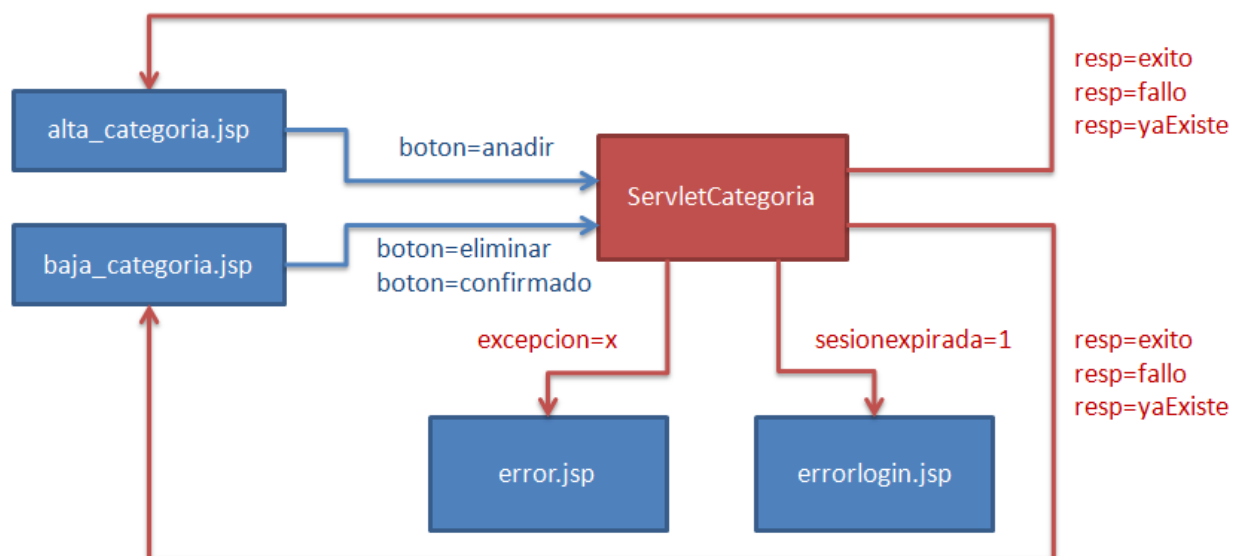 resp=exito
resp=fallo
resp=yaExiste
alta_categoria.jsp
boton=anadir
ServletCategoria
baja_categoria.jsp
boton=eliminar
boton=confirmado
excepcion=x
sesionexpirada=1
resp=exito
resp=fallo
resp=yaExiste
error.jsp
errorlogin.jsp